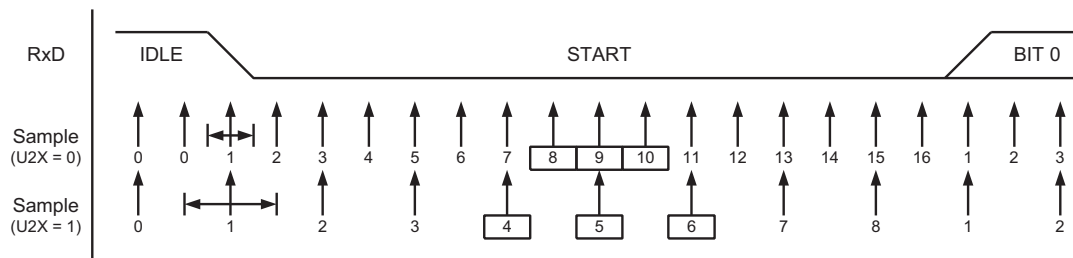 RxD IDLE START BIT 0
Sample
(U2X = 0) 0 0 1 2 3 4 5 6 7 8 9 10 11 12 13 14 15 16 1 2 3
Sample
(U2X = 1) 0 1 2 3 4 5 6 7 8 1 2